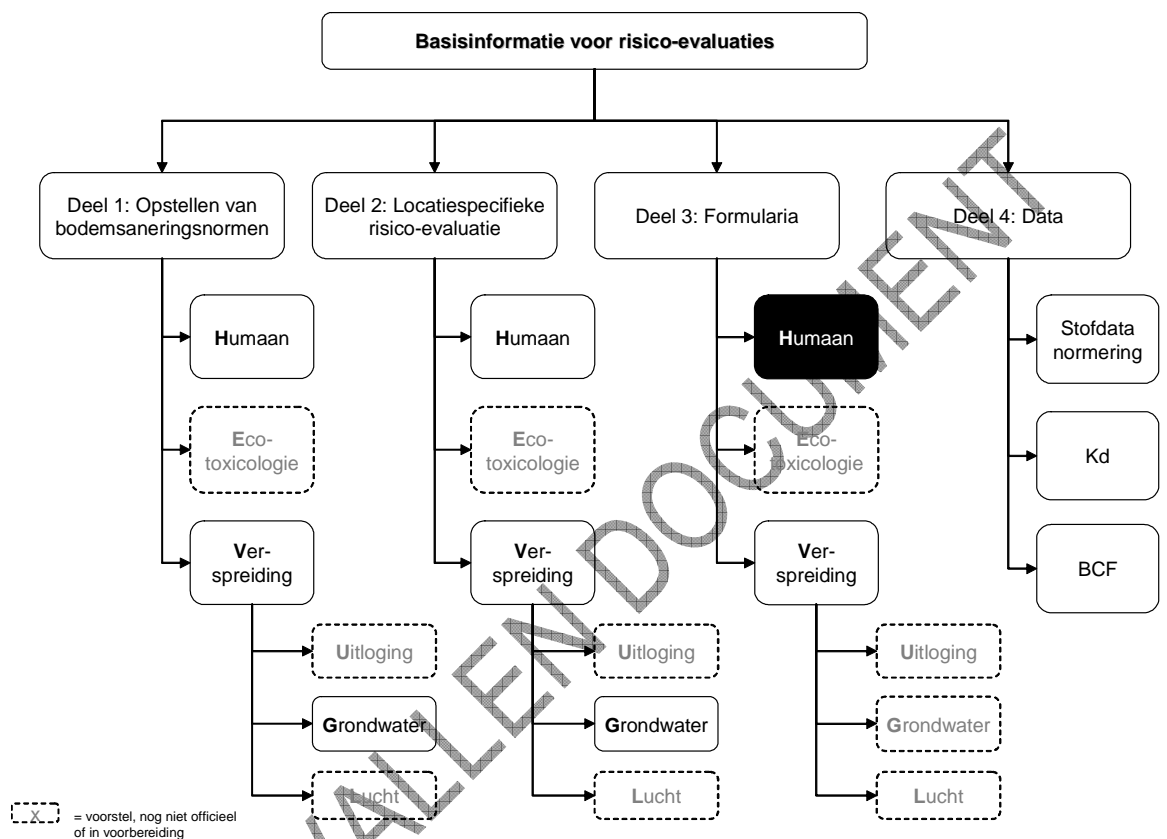 Basisinformatie voor risico-evaluaties
Deel 1: Opstellen van
bodemsaneringsnormen
Deel 2: Locatiespecifieke
risico-evaluatie
Deel 3: Formularia
Deel 4: Data
Humaan
Humaan
Humaan
Stofdata
normering
Eco-
toxicologie
Eco-
toxicologie
Eco-
toxicologie
Kd
Ver-
spreiding
Ver-
spreiding
Ver-
spreiding
BCF
Uitloging
Uitloging
Uitloging
Grondwater
Grondwater
Grondwater
Lucht
Lucht
Lucht
X
= voorstel, nog niet officieel
of in voorbereiding
VALLEN DOCUMENT